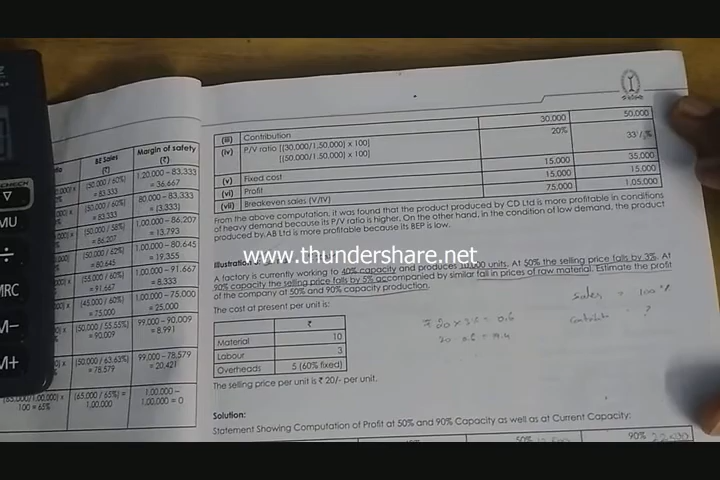 Margin of safety
BE Sales
(₹)
(₹)
(50,000 / 60%)
= 83,333
1,20,000 – 83,333
= 36,667
(50,000 / 60%)
= 83,333
80,000 – 83,333
= (3,333)
(50,000 / 58%)
= 86,207
1,00,000 – 86,207
= 13,793
(50,000 / 62%)
= 80,645
1,00,000 – 80,645
= 19,355
(55,000 / 60%)
= 91,667
1,00,000 – 91,667
= 8,333
(45,000 / 60%)
= 75,000
1,00,000 – 75,000
= 25,000
(50,000 / 55.55%)
= 90,009
99,000 – 90,009
= 8,991
(50,000 / 63.63%)
= 78,579
99,000 – 78,579
= 20,421
100 = 65%
(65,000 / 65%) =
1,00,000
1,00,000 –
1,00,000 = 0
CHECK
MU
÷
MRC
M–
M+
(iii) Contribution 30,000 50,000
(iv) P/V ratio [(30,000/1,50,000) x 100] 20%
[(50,000/1,50,000) x 100] 33 1/3%
(v) Fixed cost 15,000 35,000
(vi) Profit 15,000 15,000
(vii) Breakeven sales (V/iv) 75,000 1,05,000
From the above computation, it was found that the product produced by CD Ltd is more profitable in conditions
of heavy demand because its P/V ratio is higher. On the other hand, in the condition of low demand, the product
produced by AB Ltd is more profitable because its BEP is low.
www.thundershare.net
A factory is currently working to 40% capacity and produces 10,000 units. At 50% the selling price falls by 3%. At
90% capacity the selling price falls by 5% accompanied by similar fall in prices of raw material. Estimate the profit
of the company at 50% and 90% capacity production.
Sales 100%
?
The cost at present per unit is:
₹
Material 10
Labour 3
Overheads 5 (60% fixed)
The selling price per unit is ₹ 20/- per unit.
Solution:
Statement Showing Computation of Profit at 50% and 90% Capacity as well as at Current Capacity:
50%
90% 22500